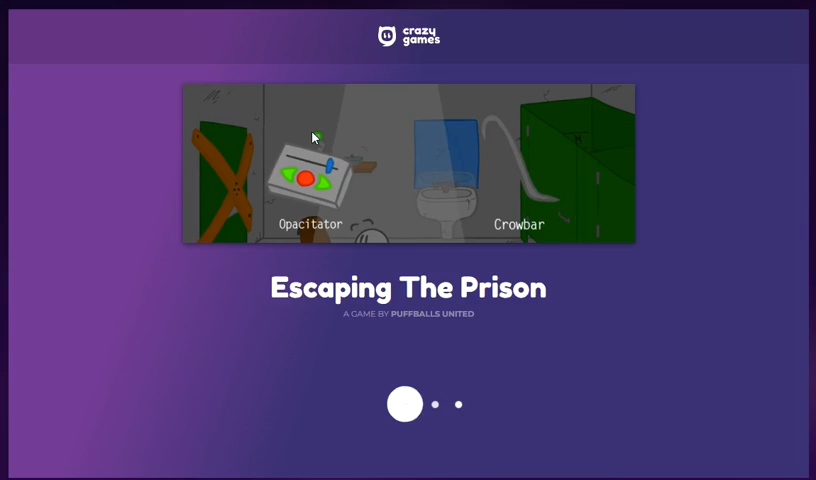 crazy
games
Opacitator
Crowbar
Escaping The Prison
A GAME BY PUFFBALLS UNITED